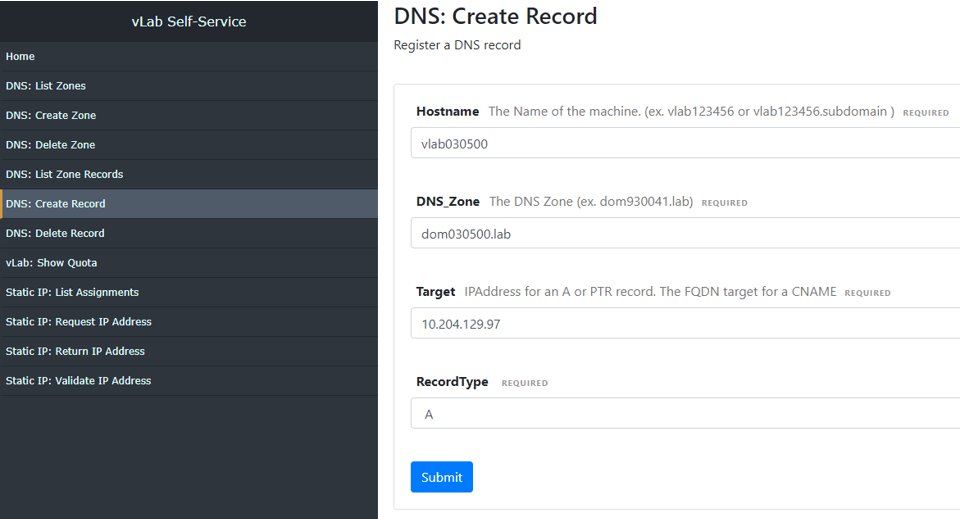 vLab Self-Service
Home
DNS: List Zones
DNS: Create Zone
DNS: Delete Zone
DNS: List Zone Records
DNS: Create Record
DNS: Delete Record
vLab: Show Quota
Static IP: List Assignments
Static IP: Request IP Address
Static IP: Return IP Address
Static IP: Validate IP Address
DNS: Create Record
Register a DNS record
Hostname The Name of the machine. (ex. vlab123456 or vlab123456.subdomain ) REQUIRED
vlab030500
DNS_Zone The DNS Zone (ex. dom930041.lab) REQUIRED
dom030500.lab
Target IPAddress for an A or PTR record. The FQDN target for a CNAME REQUIRED
10.204.129.97
RecordType REQUIRED
A
Submit